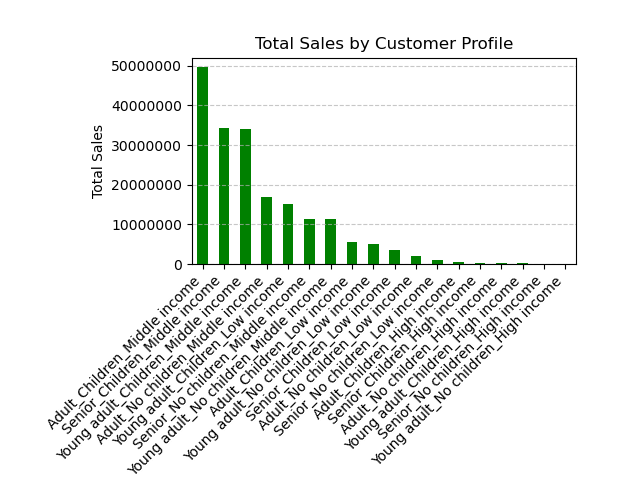 Total Sales by Customer Profile
Total Sales
50000000
40000000
30000000
20000000
10000000
0
Adult_Children_Middle income
Senior_Children_Middle income
Young adult_Children_Middle income
Adult_No children_Middle income
Young adult_Children_Low income
Senior_No children_Middle income
Young adult_No children_Middle income
Adult_Children_Low income
Young adult_No children_Low income
Senior_Children_Low income
Adult_No children_Low income
Senior_No children_Low income
Adult_Children_High income
Senior_Children_High income
Adult_No children_High income
Young adult_Children_High income
Senior_No children_High income
Young adult_No children_High income